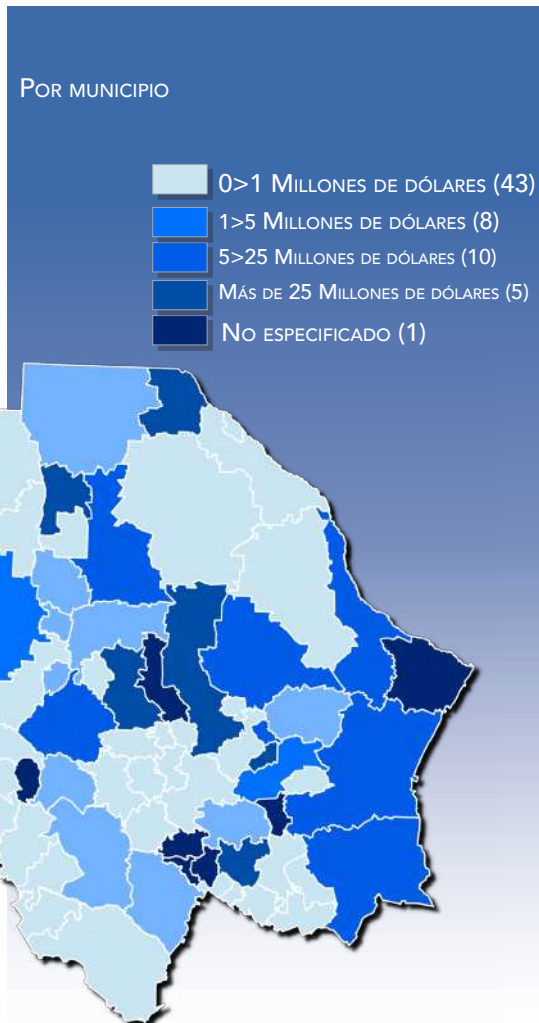 Por municipio
0>1 Millones de dólares (43)
1>5 Millones de dólares (8)
5>25 Millones de dólares (10)
Más de 25 Millones de dólares (5)
No especificado (1)